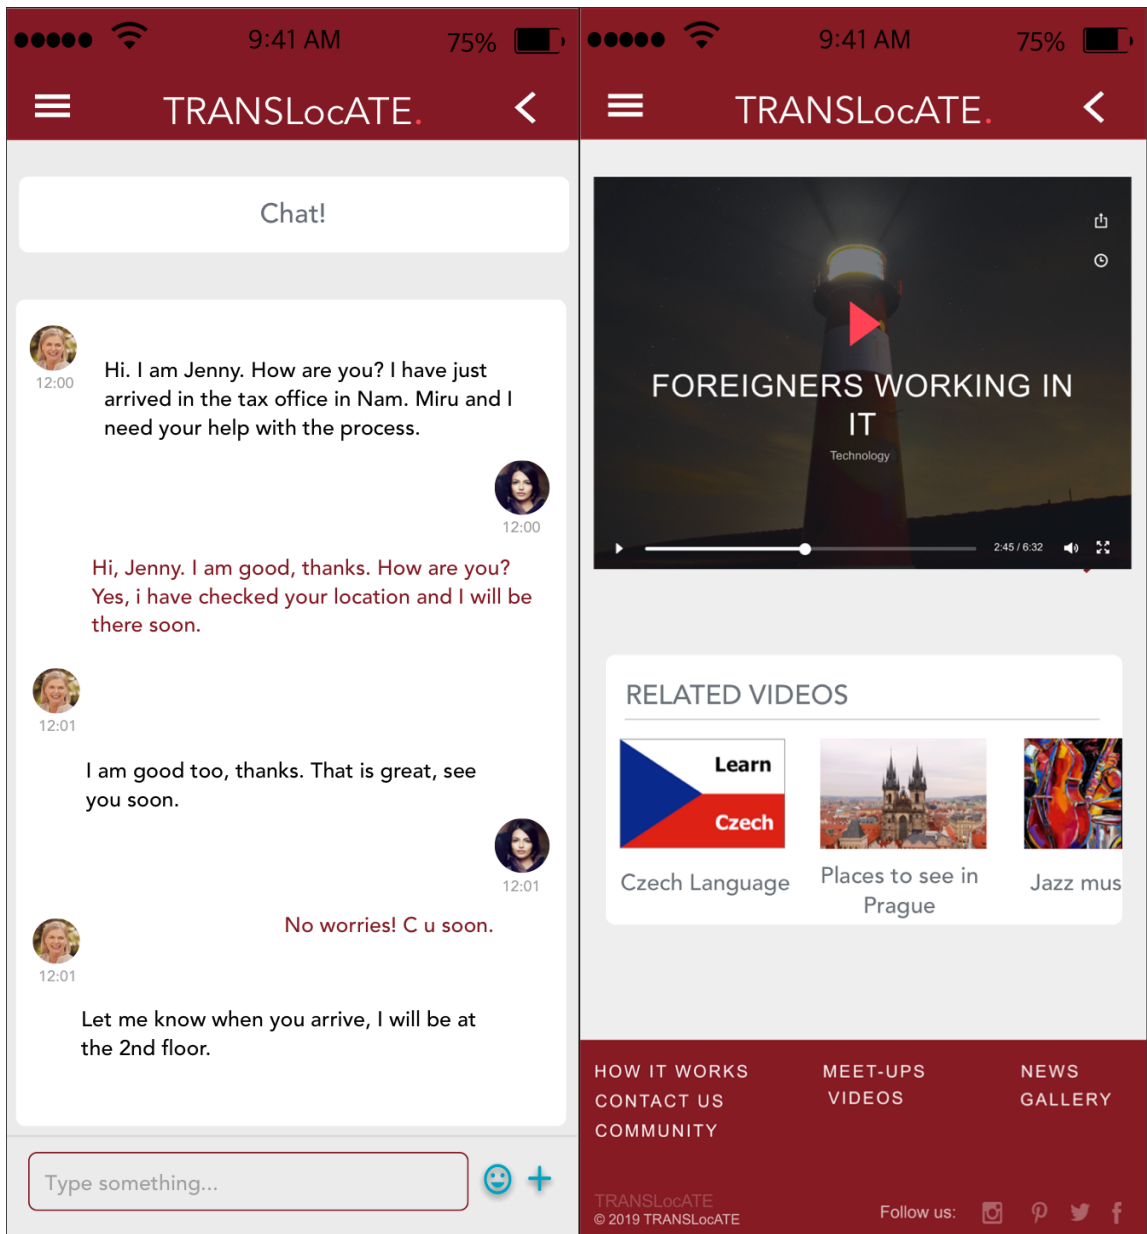 9:41 AM
75%
TRANSLocATE.
Chat!
Hi. I am Jenny. How are you? I have just
arrived in the tax office in Nam. Miru and I
need your help with the process.
12:00
12:00
Hi, Jenny. I am good, thanks. How are you?
Yes, i have checked your location and I will be
there soon.
12:01
I am good too, thanks. That is great, see
you soon.
12:01
No worries! C u soon.
12:01
Let me know when you arrive, I will be at
the 2nd floor.
Type something...
9:41 AM
75%
TRANSLocATE.
FOREIGNERS WORKING IN
IT
Technology
2:45 / 6:32
RELATED VIDEOS
Learn
Czech
Czech Language
Places to see in
Prague
Jazz mus
HOW IT WORKS
CONTACT US
COMMUNITY
MEET-UPS
VIDEOS
NEWS
GALLERY
TRANSLocATE
© 2019 TRANSLocATE
Follow us: